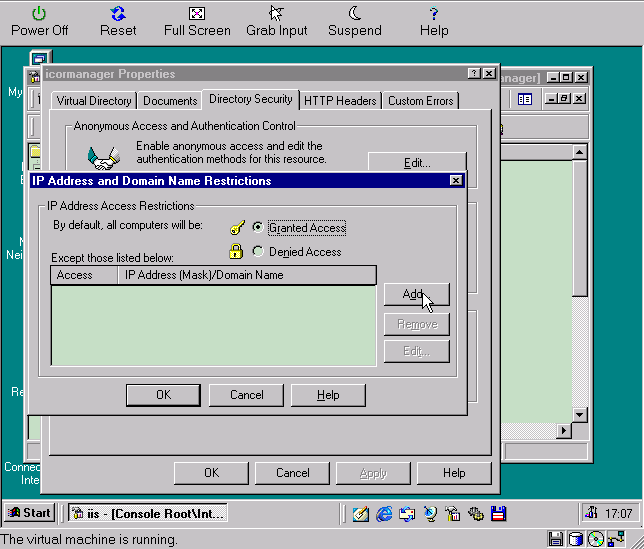 Power Off Reset Full Screen Grab Input Suspend Help
icormanager Properties
anager]
My
Virtual Directory Documents Directory Security HTTP Headers Custom Errors
Anonymous Access and Authentication Control
Enable anonymous access and edit the
authentication methods for this resource.
Edit...
IP Address and Domain Name Restrictions
IP Address Access Restrictions
By default, all computers will be:
Granted Access
Denied Access
Except those listed below:
Access IP Address (Mask)/Domain Name
Add...
Remove
Edit...
OK Cancel Help
Nei
Re
Connec
Inte
OK Cancel Apply Help
Start iis - [Console Root\Int... 17:07
The virtual machine is running.